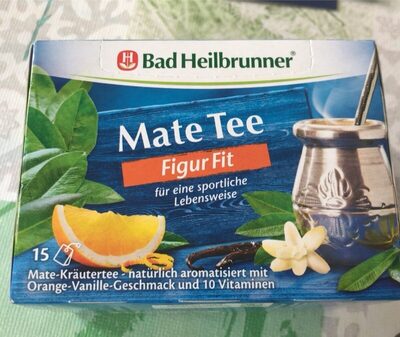 Bad Heilbrunner®
Mate Tee
Figur Fit
für eine sportliche
Lebensweise
15
Mate-Kräutertee - natürlich aromatisiert mit
Orange-Vanille-Geschmack und 10 Vitaminen